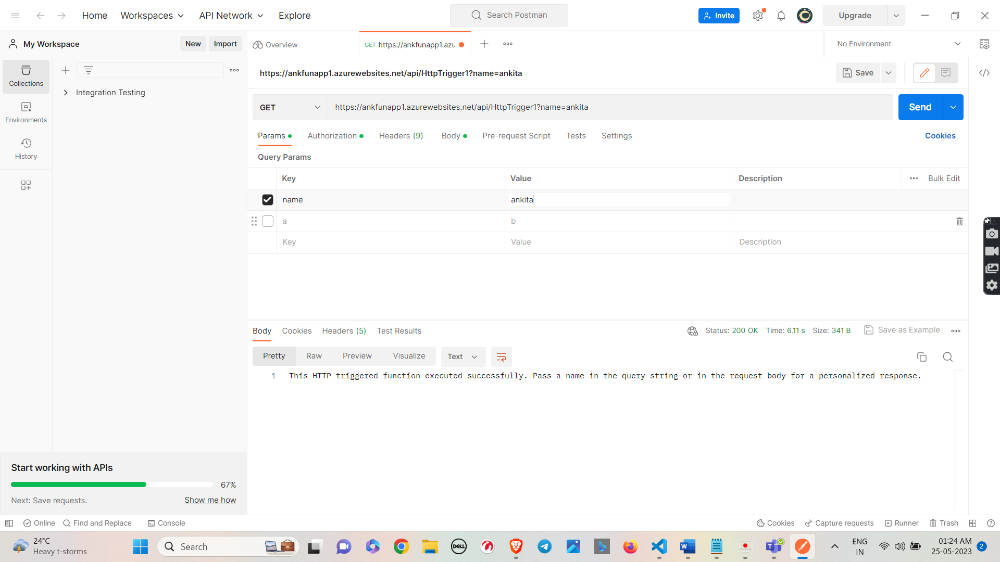 Home Workspaces API Network Explore Search Postman Invite Upgrade
My Workspace New Import Overview GET https://ankfunapp1.azu No Environment
Collections
Integration Testing
Environments
History
https://ankfunapp1.azurewebsites.net/api/HttpTrigger1?name=ankita Save
GET https://ankfunapp1.azurewebsites.net/api/HttpTrigger1?name=ankita Send
Params Authorization Headers (9) Body Pre-request Script Tests Settings Cookies
Query Params
Key Value Description Bulk Edit
name ankita
a b
Key Value Description
Body Cookies Headers (5) Test Results Status: 200 OK Time: 6.11 s Size: 341 B Save as Example
Pretty Raw Preview Visualize Text
1 This HTTP triggered function executed successfully. Pass a name in the query string or in the request body for a personalized response.
Start working with APIs
67%
Next: Save requests. Show me how
Online Find and Replace Console Cookies Capture requests Runner Trash
24°C
Heavy t-storms
Search
DELL
ENG
IN
01:24 AM
25-05-2023
2